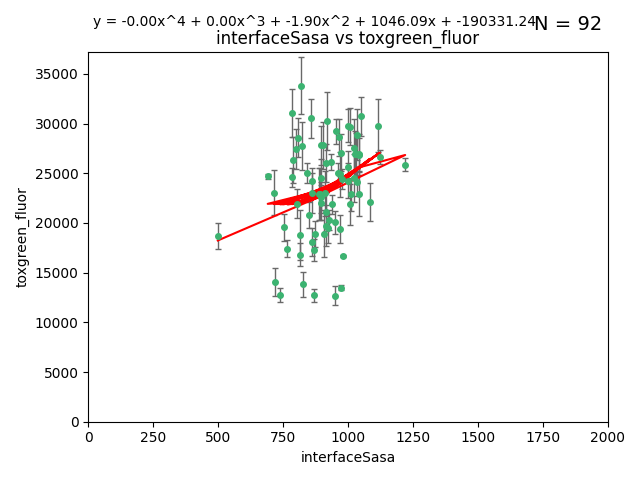 y = -0.00x^4 + 0.00x^3 + -1.90x^2 + 1046.09x + -190331.24
N = 92
interfaceSasa vs toxgreen_fluor
35000
30000
25000
20000
15000
10000
5000
0
toxgreen_fluor
0 250 500 750 1000 1250 1500 1750 2000
interfaceSasa